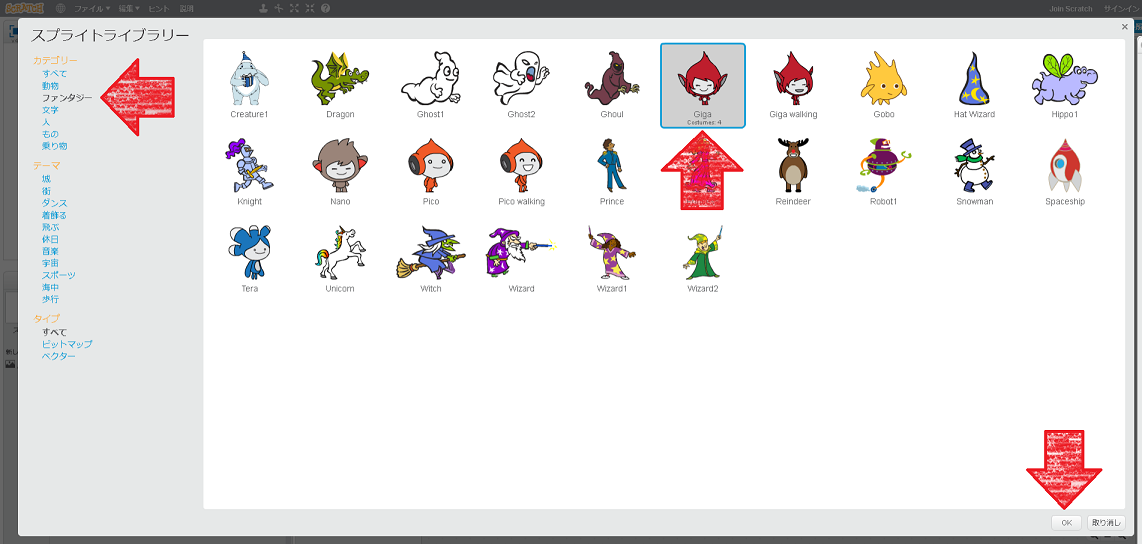 SCRATCH ファイル▼ 編集▼ ヒント 説明 Join Scratch サインイン
スプライトライブラリー
カテゴリー
すべて
動物
ファンタジー
文字
人
もの
乗り物
テーマ
城
街
ダンス
着飾る
飛ぶ
休日
音楽
宇宙
スポーツ
海中
歩行
タイプ
すべて
ビットマップ
ベクター
Creature1 Dragon Ghost1 Ghost2 Ghoul Giga Giga walking Gobo Hat Wizard Hippo1
Costumes: 4
Knight Nano Pico Pico walking Prince Reindeer Robot1 Snowman Spaceship
Tera Unicorn Witch Wizard Wizard1 Wizard2
OK 取り消し